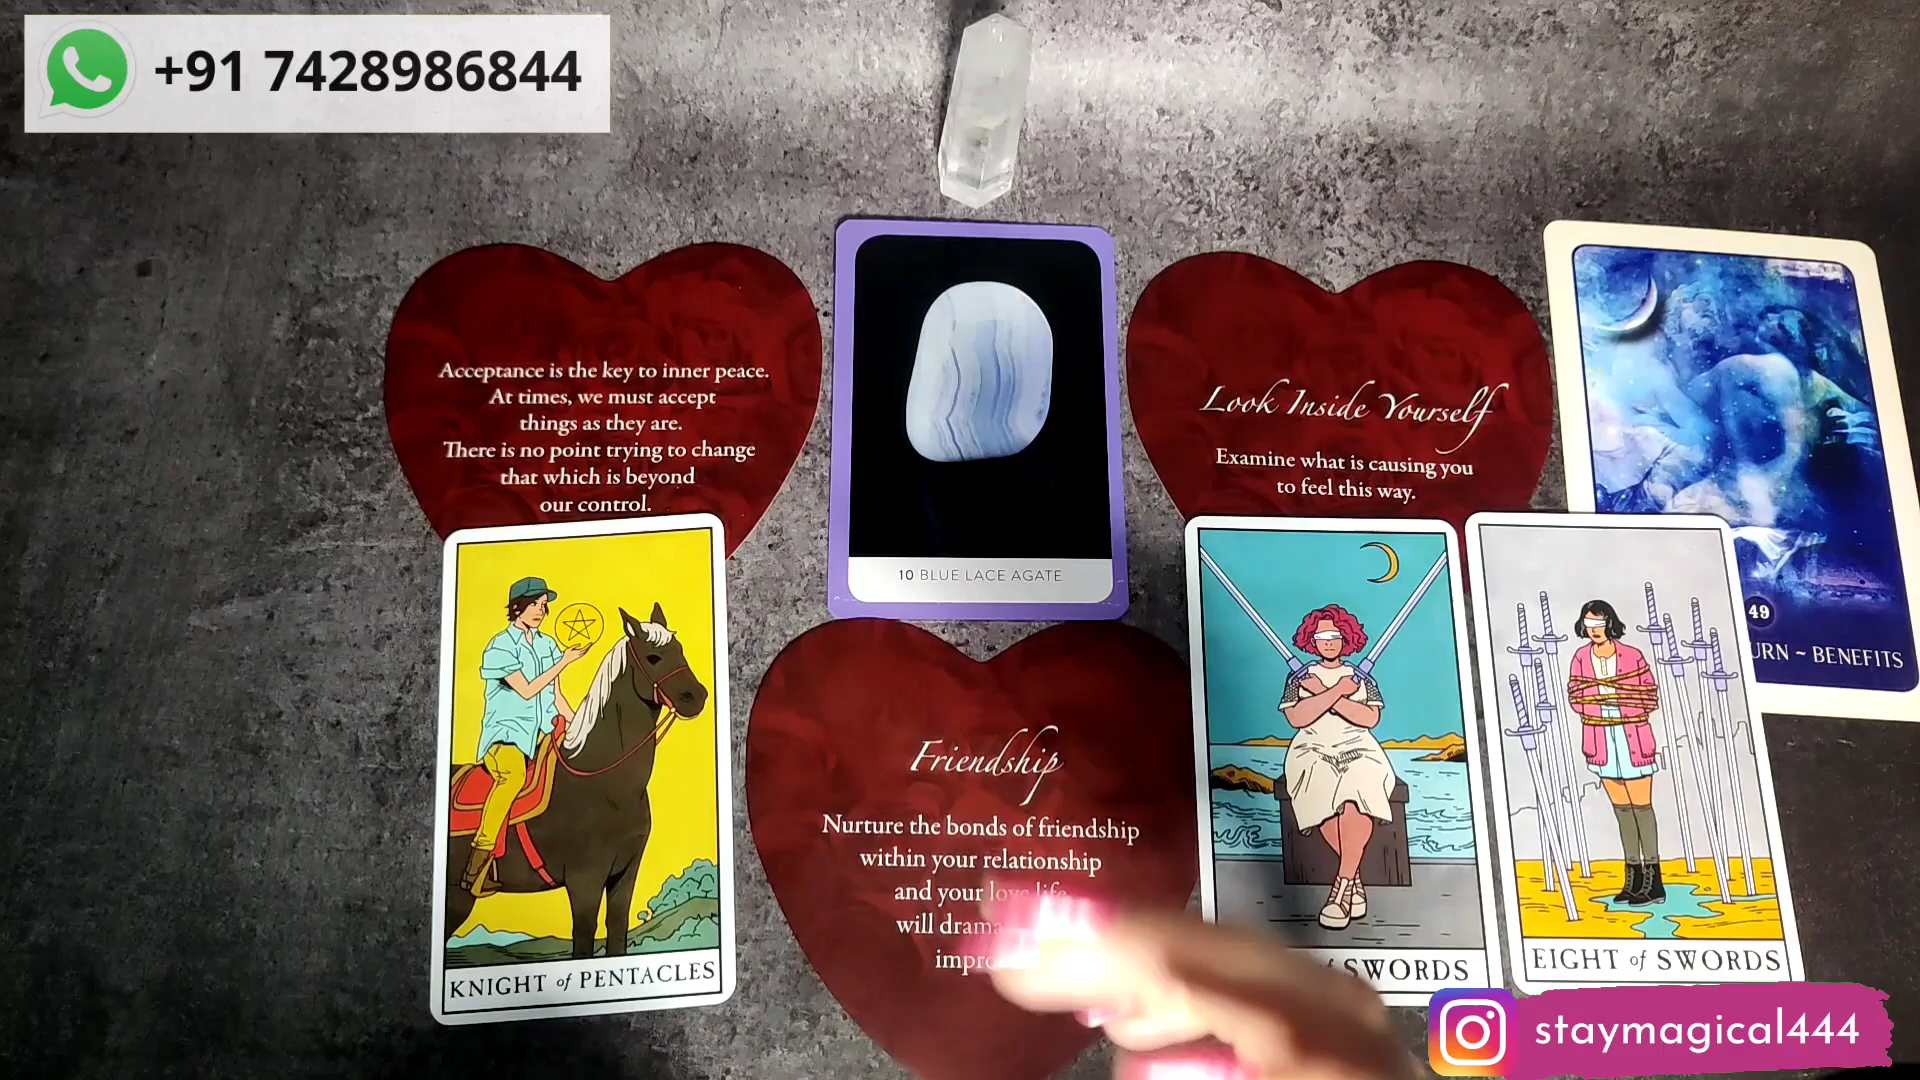 +91 7428986844
Acceptance is the key to inner peace.
At times, we must accept
things as they are.
There is no point trying to change
that which is beyond
our control.
10 BLUE LACE AGATE
Look Inside Yourself
Examine what is causing you
to feel this way.
49
BENEFITS
Friendship
Nurture the bonds of friendship
within your relationship
and your love life
will
KNIGHT of PENTACLES
of SWORDS
EIGHT of SWORDS
staymagical444